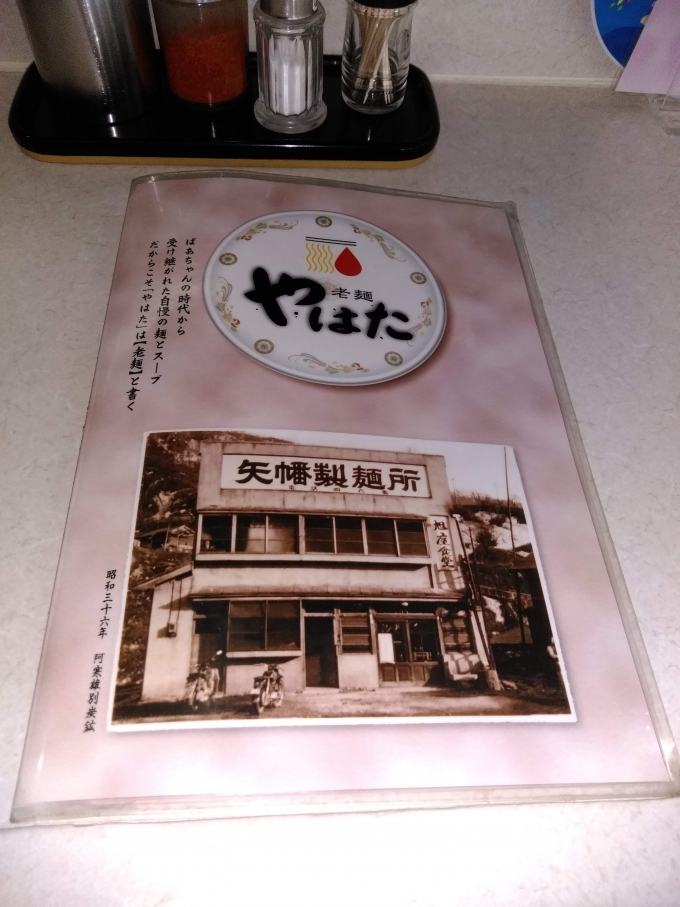 老麺
やはた
ばあちゃんの時代から
受け継がれた自慢の麺とスープ
だからこそ「やはた」は【老麺】と書く
矢幡製麺所
旭座食堂
昭和三十六年　阿寒雄別炭鉱